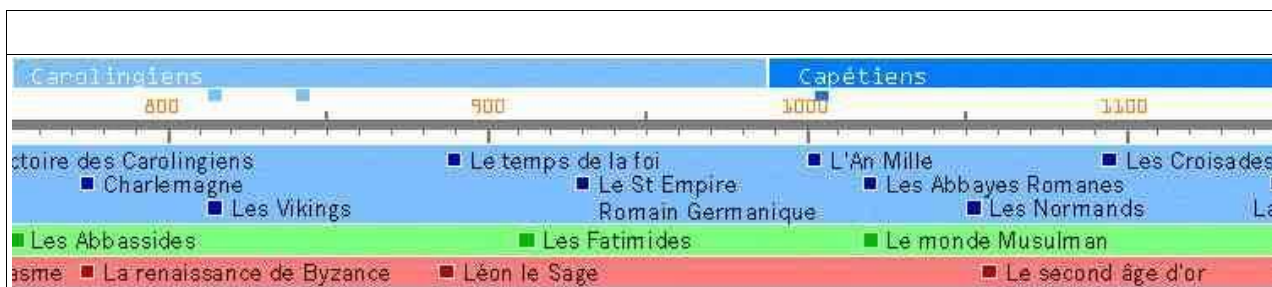 Carolingiens Capétiens
800 900 1000 1100
ctoire des Carolingiens Le temps de la foi L'An Mille Les Croisades
Charlemagne Le St Empire Les Abbayes Romanes
Les Vikings Romain Germanique Les Normands La
Les Abbassides Les Fatimides Le monde Musulman
asme La renaissance de Byzance Léon le Sage Le second âge d'or